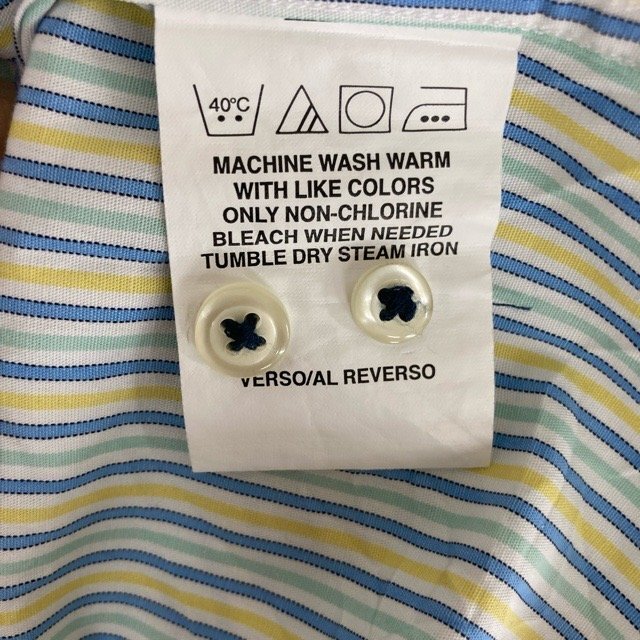 40°C
MACHINE WASH WARM
WITH LIKE COLORS
ONLY NON-CHLORINE
BLEACH WHEN NEEDED
TUMBLE DRY STEAM IRON
VERSO/AL REVERSO